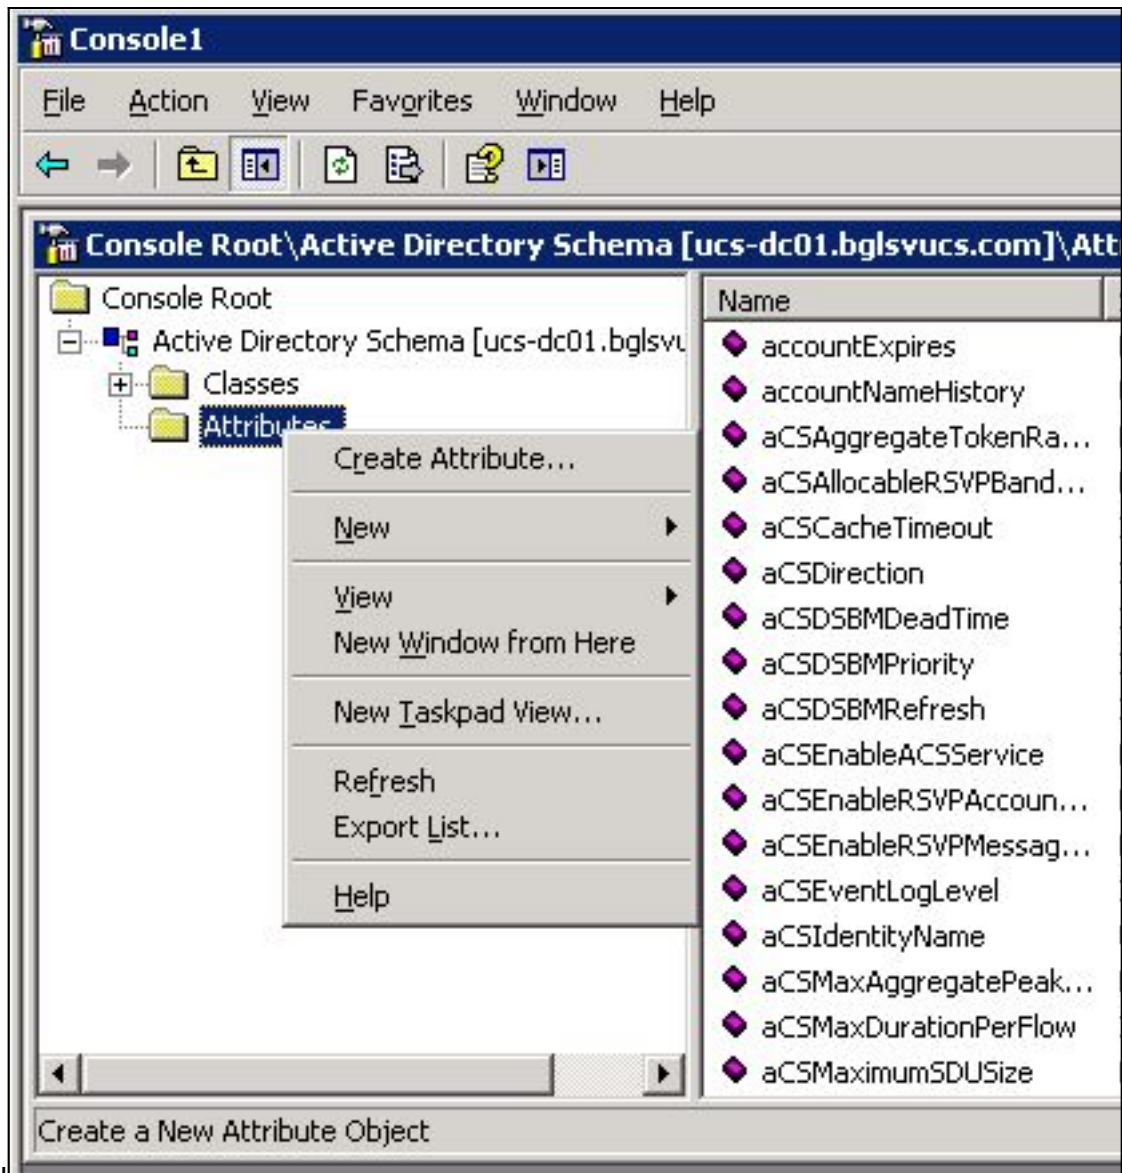 Console1
File Action View Favorites Window Help
Console Root\Active Directory Schema [ucs-dc01.bglsvucs.com]\Att
Console Root
Active Directory Schema [ucs-dc01.bglsvu
Classes
Attributes
Create Attribute...
New
View
New Window from Here
New Taskpad View...
Refresh
Export List...
Help
Name
accountExpires
accountNameHistory
aCSAggregateTokenRa...
aCSAllocableRSVPBand...
aCSCacheTimeout
aCSDirection
aCSDSBMDeadTime
aCSDSBMPriority
aCSDSBMRefresh
aCSEnableACSService
aCSEnableRSVPAccoun...
aCSEnableRSVPMessag...
aCSEventLogLevel
aCSIdentityName
aCSMaxAggregatePeak...
aCSMaxDurationPerFlow
aCSMaximumSDUSize
Create a New Attribute Object